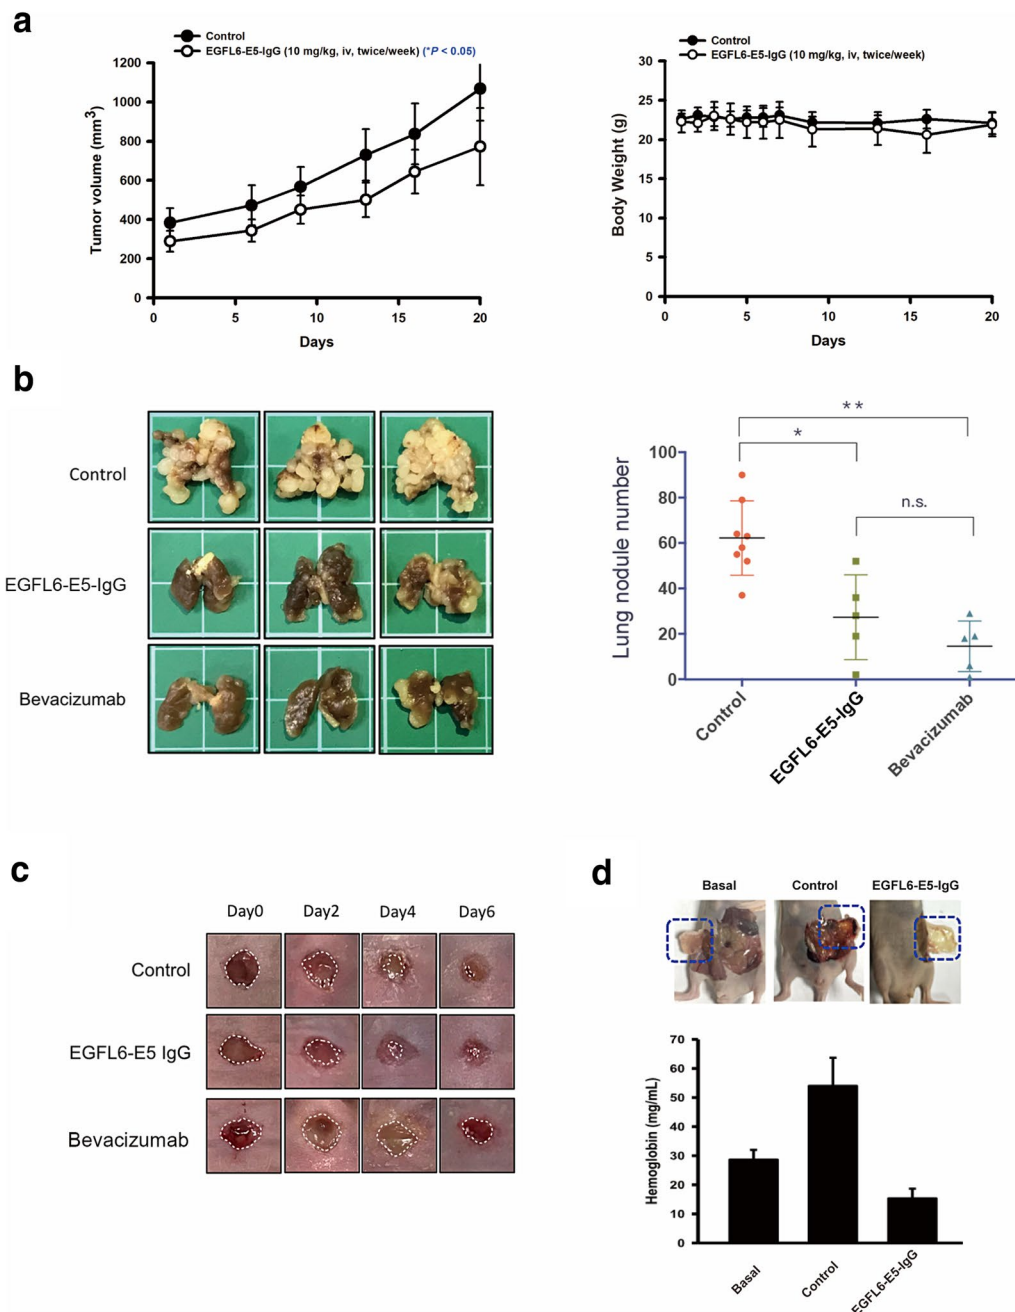 a
Control
EGFL6-E5-IgG (10 mg/kg, iv, twice/week) (*P < 0.05)
1200
1000
800
600
400
200
0
Tumor volume (mm³)
0 5 10 15 20
Days
Control
EGFL6-E5-IgG (10 mg/kg, iv, twice/week)
30
25
20
15
10
5
0
Body Weight (g)
0 5 10 15 20
Days
b
Control
EGFL6-E5-IgG
Bevacizumab
**
*
n.s.
100
80
60
40
20
0
Lung nodule number
Control
EGFL6-E5-IgG
Bevacizumab
c
Day0 Day2 Day4 Day6
Control
EGFL6-E5 IgG
Bevacizumab
d
Basal Control EGFL6-E5-IgG
70
60
50
40
30
20
10
0
Hemoglobin (mg/mL)
Basal
Control
EGFL6-E5-IgG